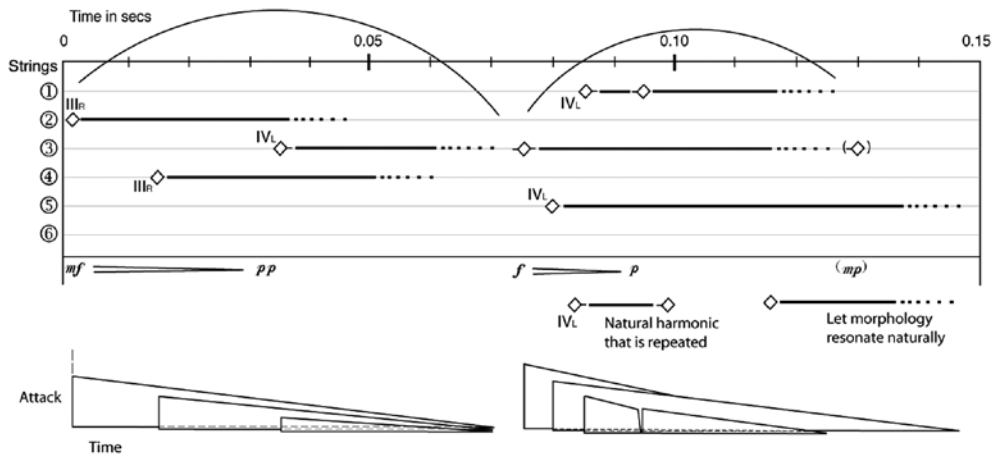 Time in secs
0 0.05 0.10 0.15
Strings
① IVL
IIIR
②
③ IVL ( )
④ IIIR
⑤ IVL
⑥
mf pp f p (mp)
IVL Natural harmonic that is repeated
Let morphology resonate naturally
Attack
Time